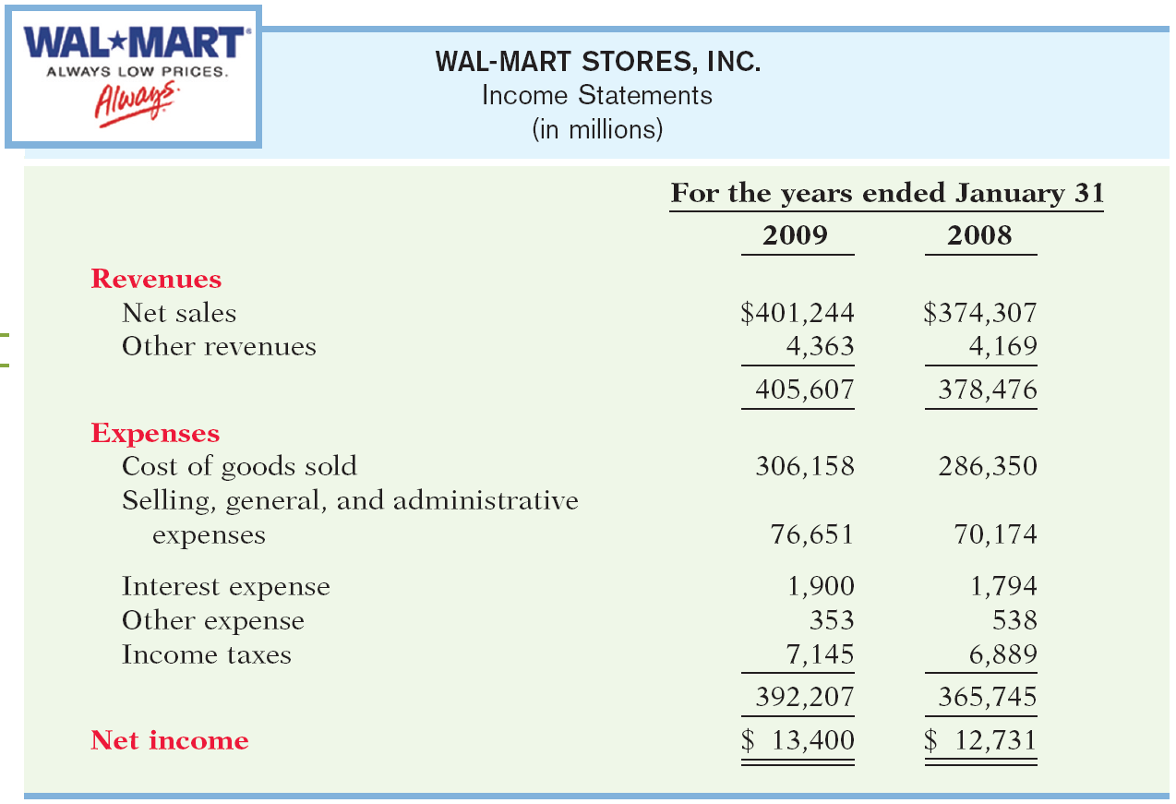 WAL★MART®
ALWAYS LOW PRICES.
Always.
WAL-MART STORES, INC.
Income Statements
(in millions)
For the years ended January 31
2009 2008
Revenues
Net sales $401,244 $374,307
Other revenues 4,363 4,169
405,607 378,476
Expenses
Cost of goods sold 306,158 286,350
Selling, general, and administrative
expenses 76,651 70,174
Interest expense 1,900 1,794
Other expense 353 538
Income taxes 7,145 6,889
392,207 365,745
Net income $ 13,400 $ 12,731